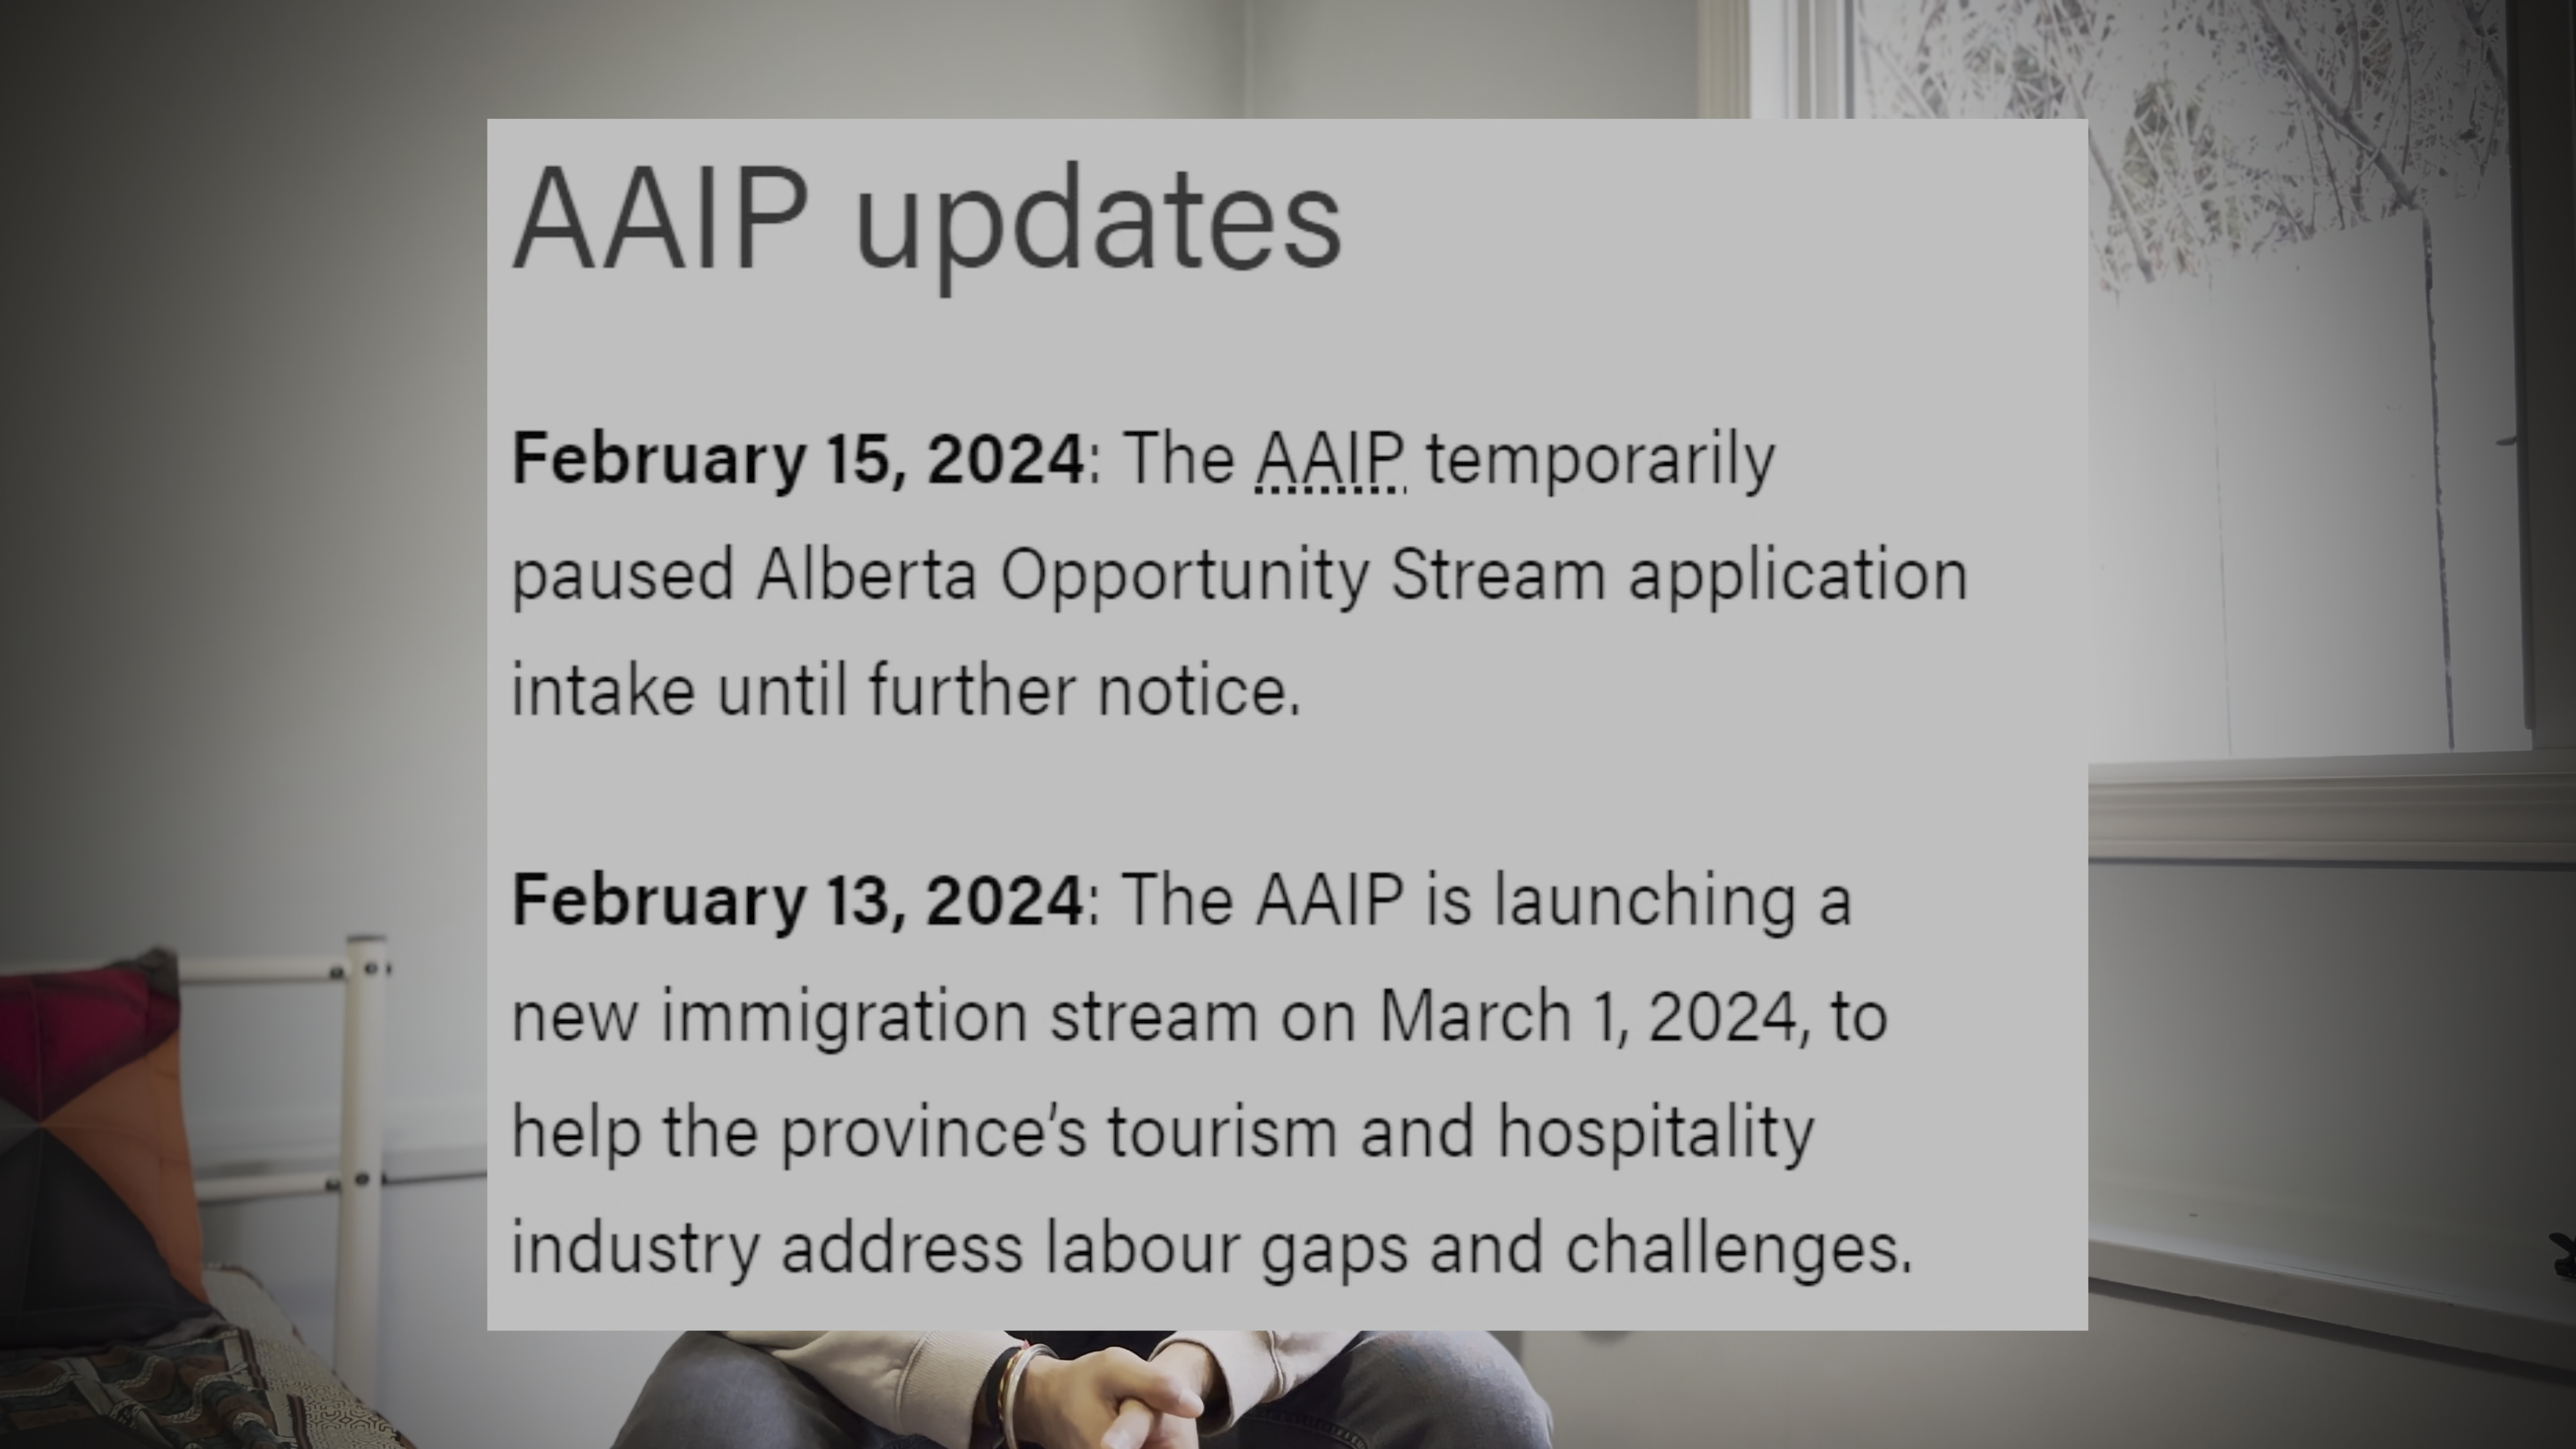 AAIP updates
February 15, 2024: The AAIP temporarily
paused Alberta Opportunity Stream application
intake until further notice.
February 13, 2024: The AAIP is launching a
new immigration stream on March 1, 2024, to
help the province’s tourism and hospitality
industry address labour gaps and challenges.